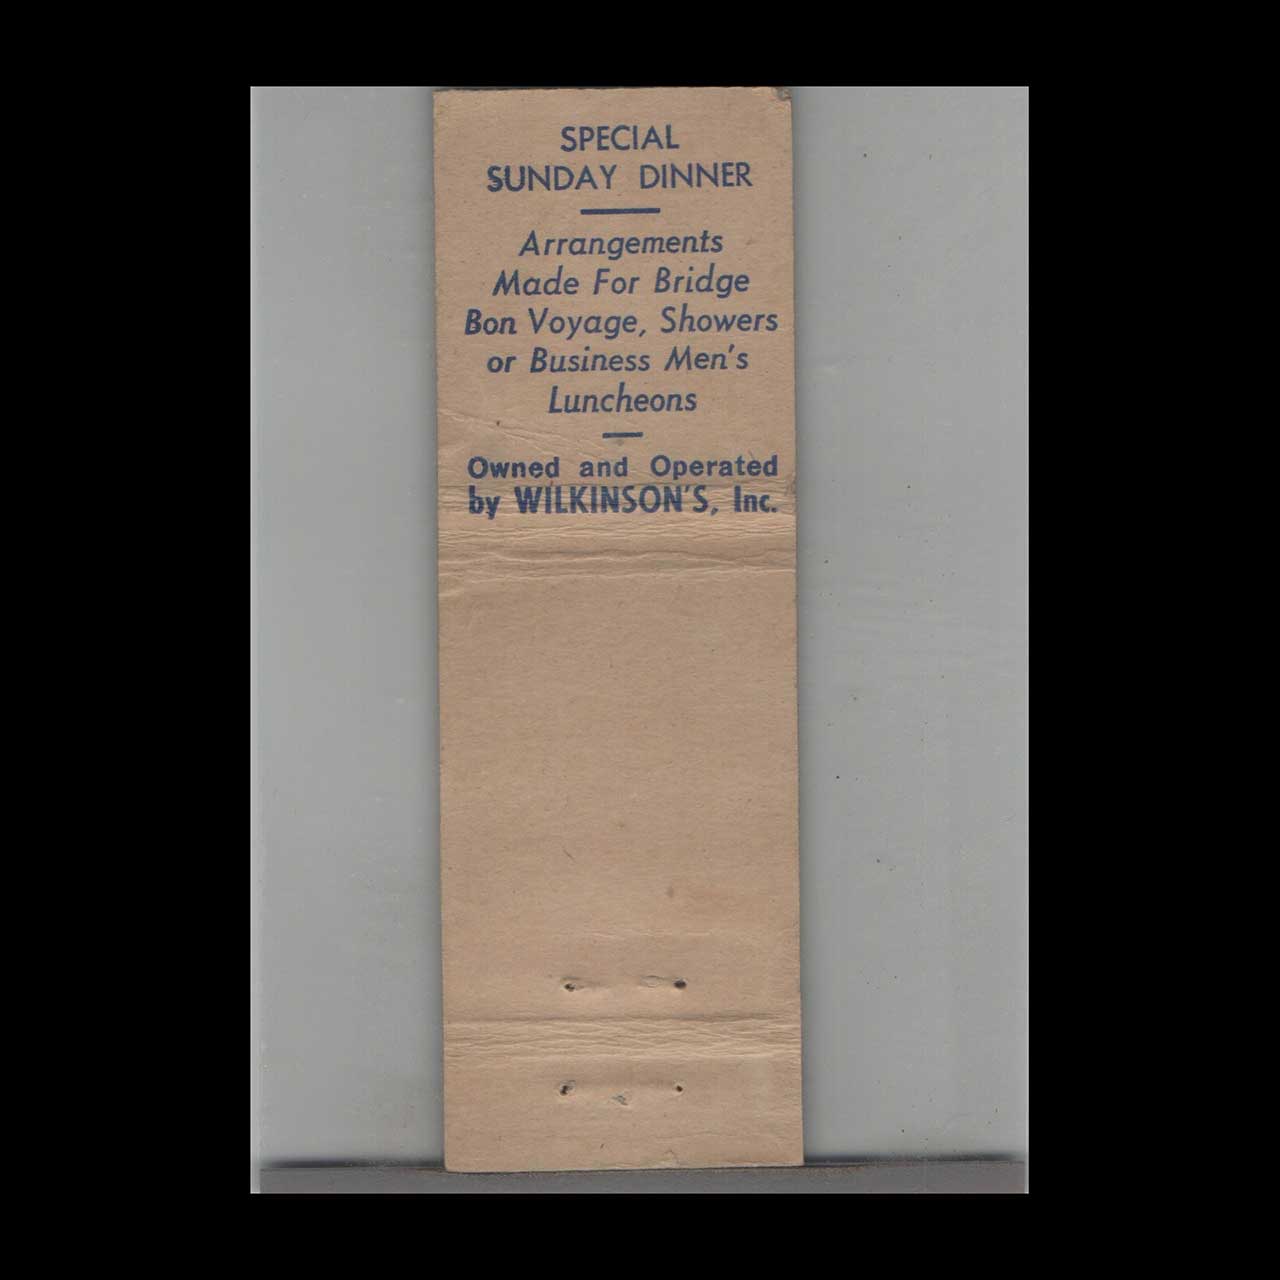 SPECIAL
SUNDAY DINNER
Arrangements
Made For Bridge
Bon Voyage, Showers
or Business Men's
Luncheons
Owned and Operated
by WILKINSON'S, Inc.